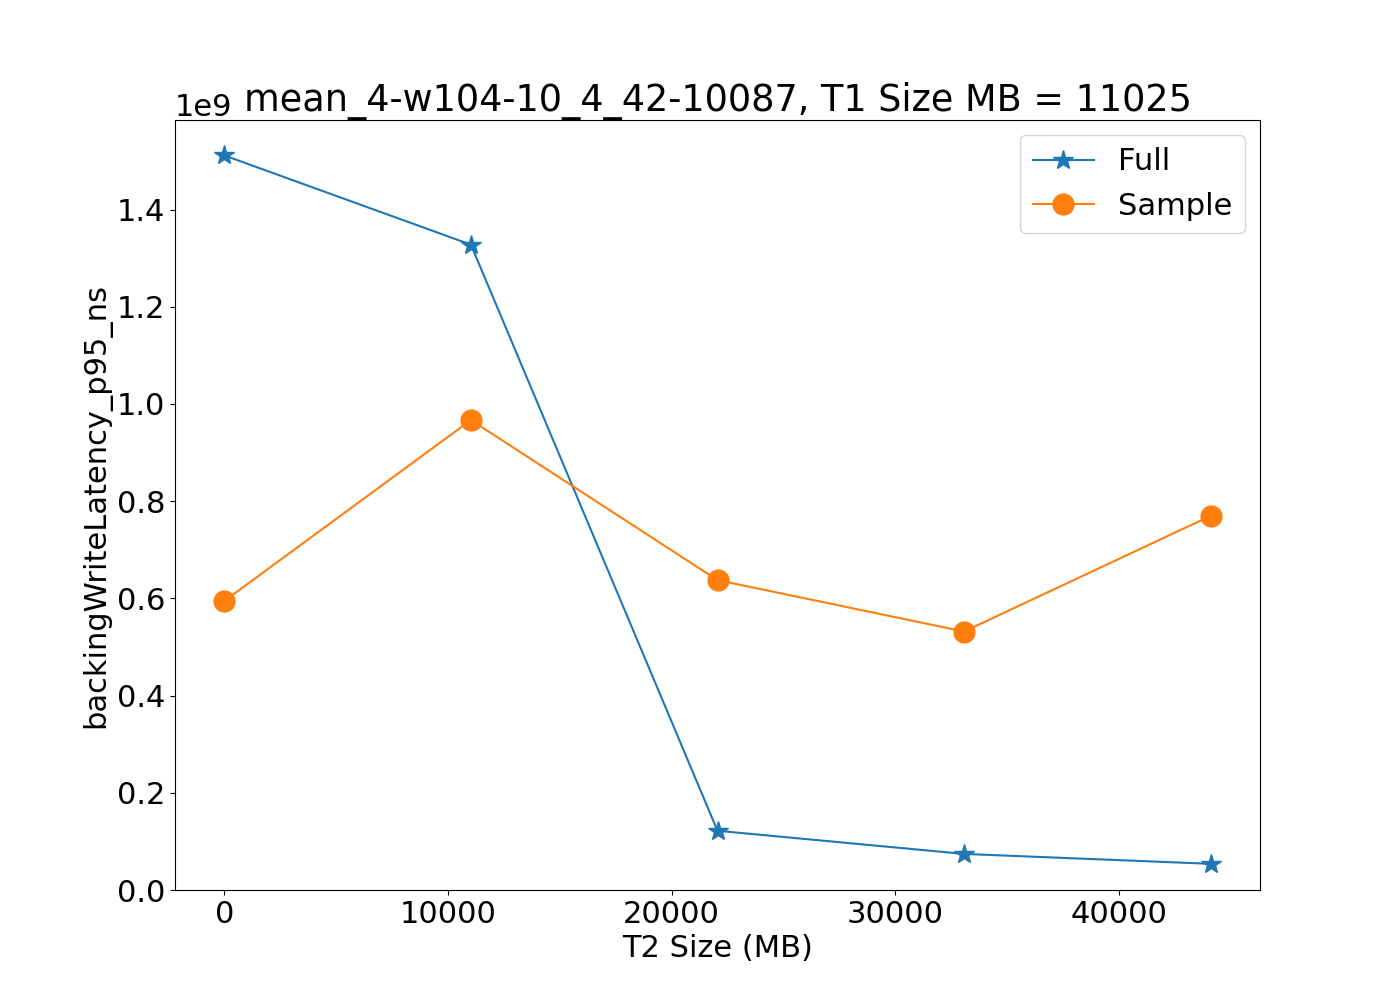 1e9
mean_4-w104-10_4_42-10087, T1 Size MB = 11025
Full
Sample
backingWriteLatency_p95_ns
1.4
1.2
1.0
0.8
0.6
0.4
0.2
0.0
0 10000 20000 30000 40000
T2 Size (MB)